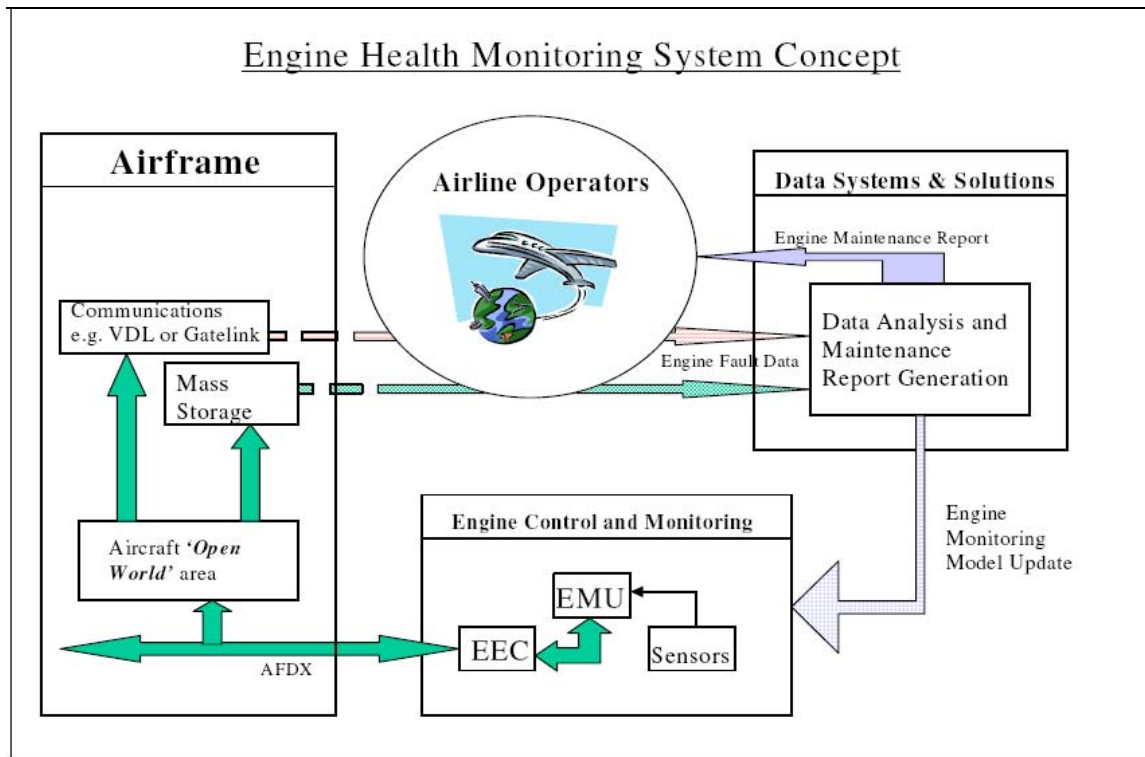 Engine Health Monitoring System Concept
Airframe
Airline Operators
Data Systems & Solutions
Engine Maintenance Report
Communications
e.g. VDL or Gatelink
Data Analysis and
Maintenance
Report Generation
Engine Fault Data
Mass
Storage
Engine Control and Monitoring
Engine
Monitoring
Model Update
Aircraft ‘Open
World’ area
EMU
EEC
Sensors
AFDX